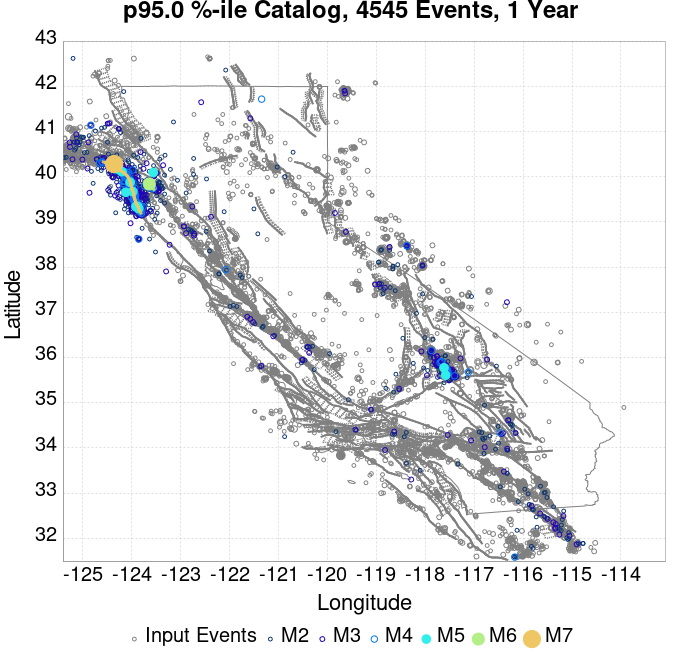 p95.0 %-ile Catalog, 4545 Events, 1 Year
43
42
41
40
39
38
37
36
35
34
33
32
Latitude
-125 -124 -123 -122 -121 -120 -119 -118 -117 -116 -115 -114
Longitude
Input Events M2 M3 M4 M5 M6 M7